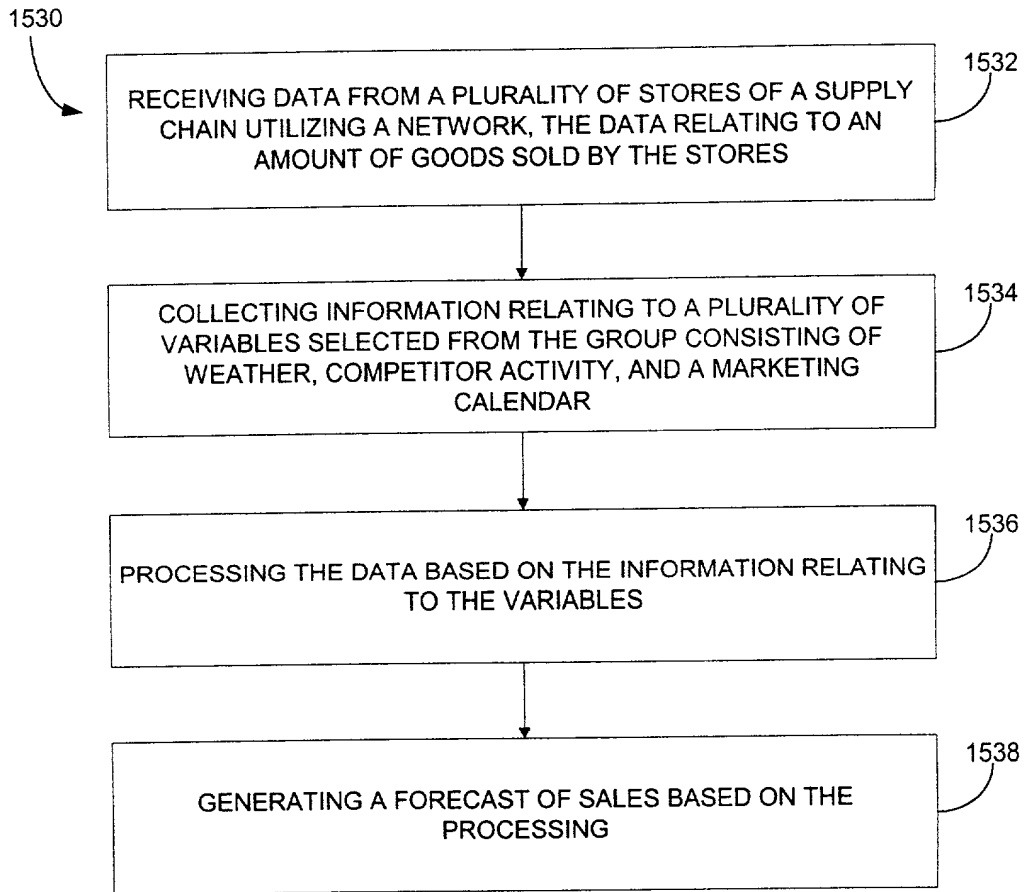 1530
1532
RECEIVING DATA FROM A PLURALITY OF STORES OF A SUPPLY
CHAIN UTILIZING A NETWORK, THE DATA RELATING TO AN
AMOUNT OF GOODS SOLD BY THE STORES
1534
COLLECTING INFORMATION RELATING TO A PLURALITY OF
VARIABLES SELECTED FROM THE GROUP CONSISTING OF
WEATHER, COMPETITOR ACTIVITY, AND A MARKETING
CALENDAR
1536
PROCESSING THE DATA BASED ON THE INFORMATION RELATING
TO THE VARIABLES
1538
GENERATING A FORECAST OF SALES BASED ON THE
PROCESSING